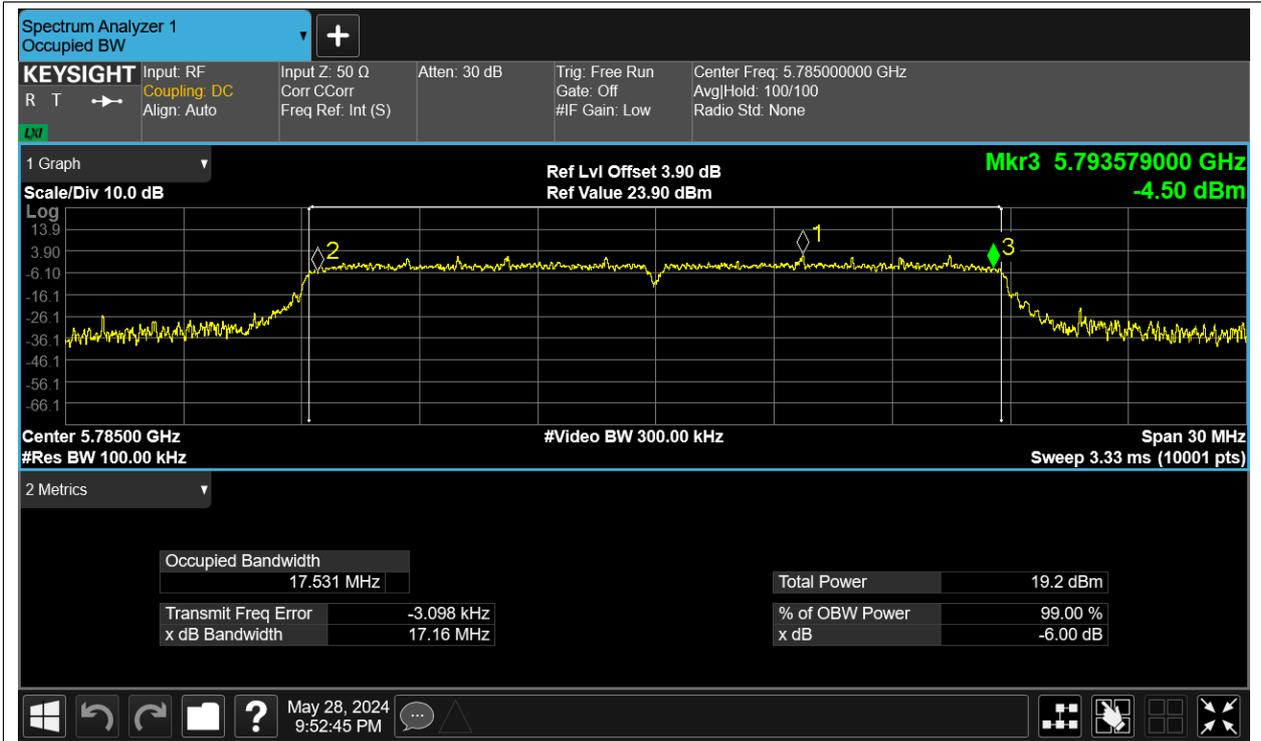 Spectrum Analyzer 1
Occupied BW
KEYSIGHT
R T
LXI
Input: RF
Coupling: DC
Align: Auto
Input Z: 50 Ω
Corr CCorr
Freq Ref: Int (S)
Atten: 30 dB
Trig: Free Run
Gate: Off
#IF Gain: Low
Center Freq: 5.785000000 GHz
Avg|Hold: 100/100
Radio Std: None
1 Graph
Scale/Div 10.0 dB
Ref Lvl Offset 3.90 dB
Ref Value 23.90 dBm
Mkr3 5.793579000 GHz
-4.50 dBm
Log
13.9
3.90
-6.10
-16.1
-26.1
-36.1
-46.1
-56.1
-66.1
2
1
3
Center 5.78500 GHz
#Res BW 100.00 kHz
#Video BW 300.00 kHz
Span 30 MHz
Sweep 3.33 ms (10001 pts)
2 Metrics
Occupied Bandwidth
17.531 MHz
Transmit Freq Error -3.098 kHz
x dB Bandwidth 17.16 MHz
Total Power 19.2 dBm
% of OBW Power 99.00 %
x dB -6.00 dB
?
May 28, 2024
9:52:45 PM